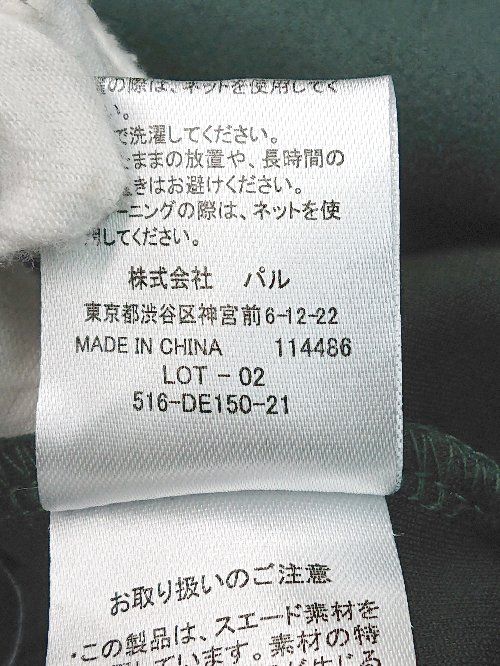 の際は、ネットを使用してく
い。
で洗濯してください。
ままの放置や、長時間の
きはお避けください。
ーニングの際は、ネットを使
用してください。
株式会社 パル
東京都渋谷区神宮前6-12-22
MADE IN CHINA 114486
LOT - 02
516-DE150-21
お取り扱いのご注意
・この製品は、スエード素材を
しています。素材の特